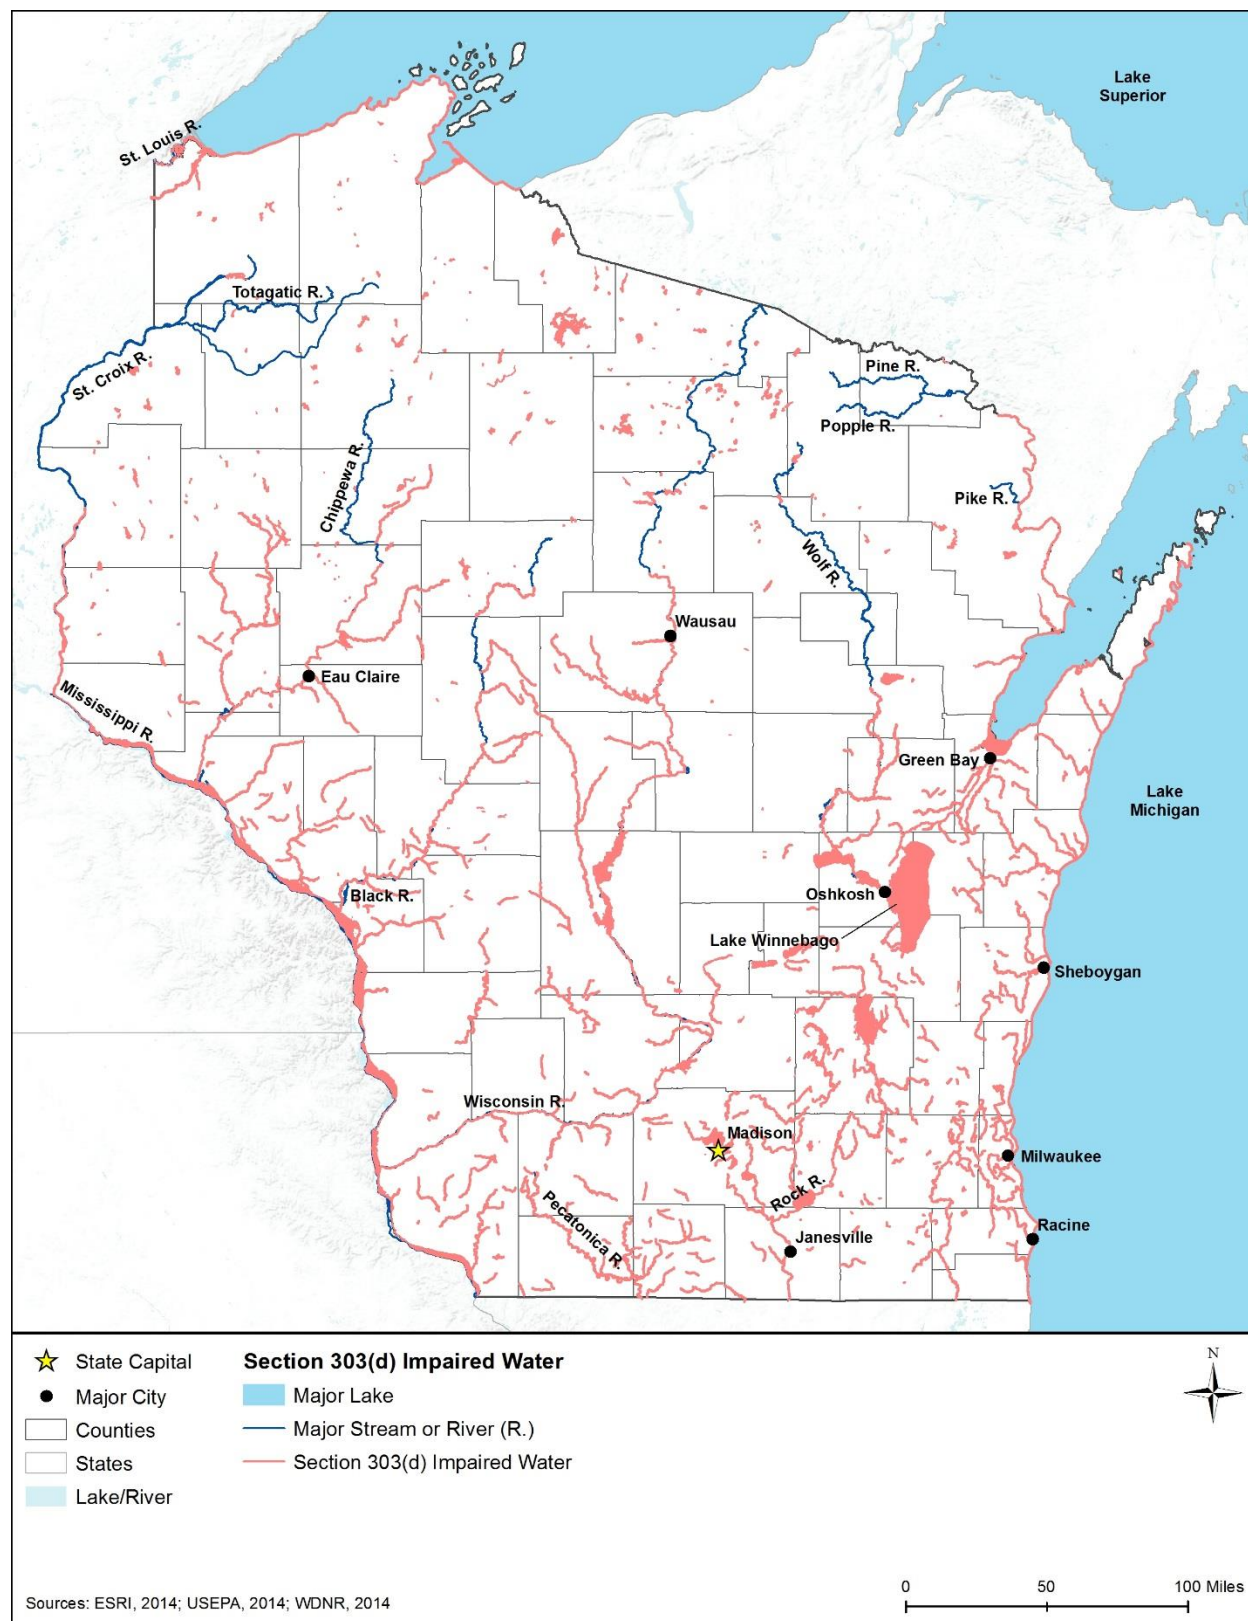 Lake
Superior
St. Louis R.
Totagatic R.
St. Croix R.
Pine R.
Popple R.
Chippewa R.
Pike R.
Wolf R.
Wausau
Eau Claire
Mississippi R.
Green Bay
Lake
Michigan
Black R.
Oshkosh
Lake Winnebago
Sheboygan
Wisconsin R.
Madison
Milwaukee
Rock R.
Pecatonica R.
Racine
Janesville
State Capital
Major City
Counties
States
Lake/River
Section 303(d) Impaired Water
Major Lake
Major Stream or River (R.)
Section 303(d) Impaired Water
N
0 50 100 Miles
Sources: ESRI, 2014; USEPA, 2014; WDNR, 2014